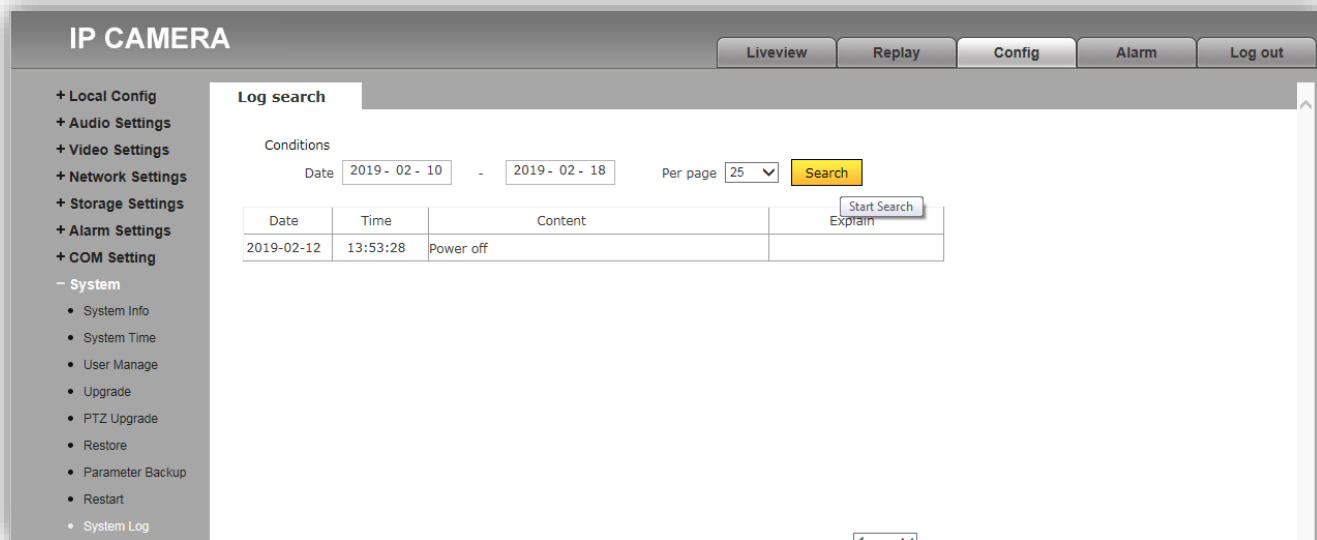 IP CAMERA
Liveview Replay Config Alarm Log out
+ Local Config
+ Audio Settings
+ Video Settings
+ Network Settings
+ Storage Settings
+ Alarm Settings
+ COM Setting
− System
• System Info
• System Time
• User Manage
• Upgrade
• PTZ Upgrade
• Restore
• Parameter Backup
• Restart
• System Log
Log search
Conditions
Date 2019 - 02 - 10 - 2019 - 02 - 18 Per page 25 Search
Start Search
Date Time Content Explain
2019-02-12 13:53:28 Power off